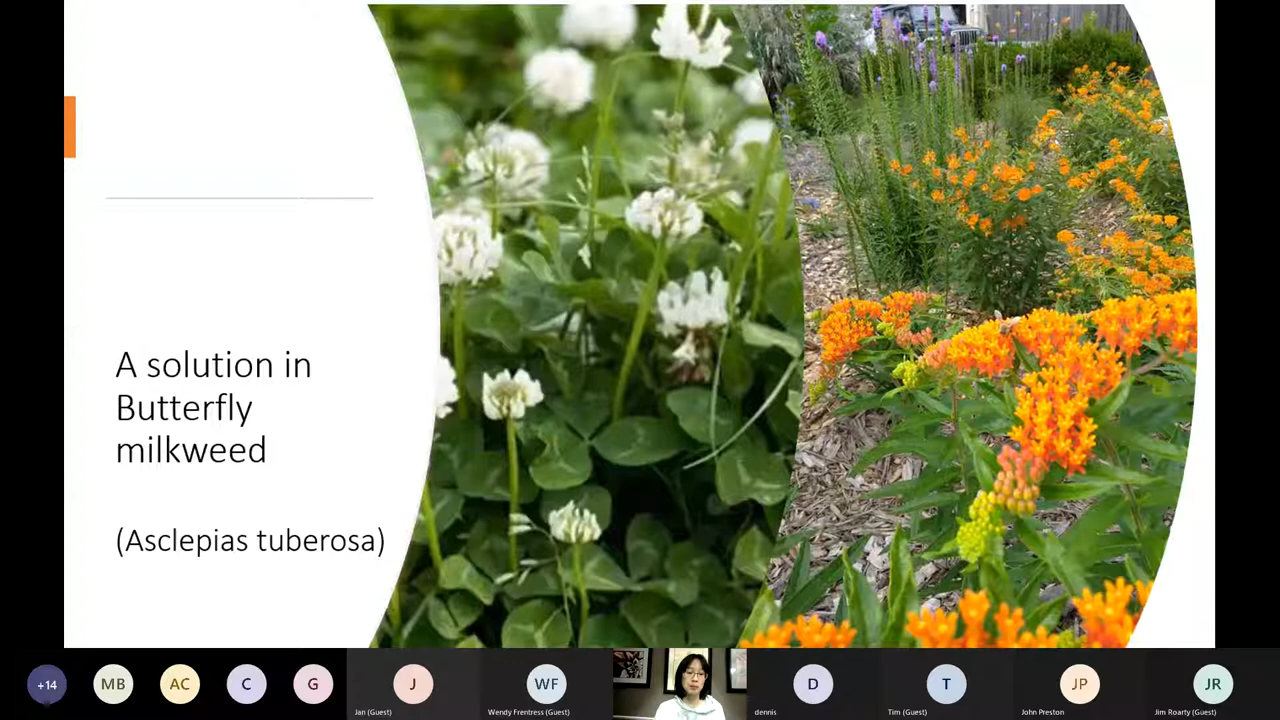 A solution in
Butterfly
milkweed
(Asclepias tuberosa)
+14
MB
AC
C
G
J
WF
D
T
JP
JR
Jan (Guest)
Wendy Frentress (Guest)
dennis
Tim (Guest)
John Preston
Jim Roarty (Guest)